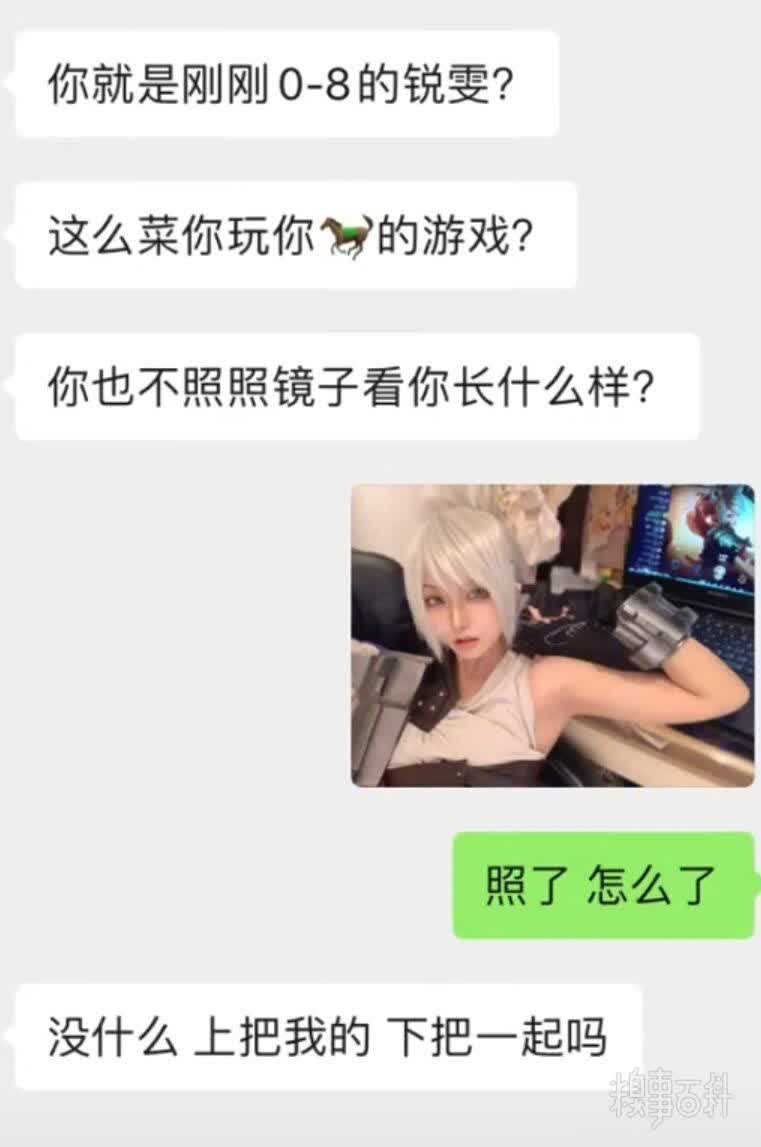 你就是刚刚0-8的锐雯？
这么菜你玩你🐎的游戏？
你也不照照镜子看你长什么样？
照了 怎么了
没什么 上把我的 下把一起吗
糗事百科